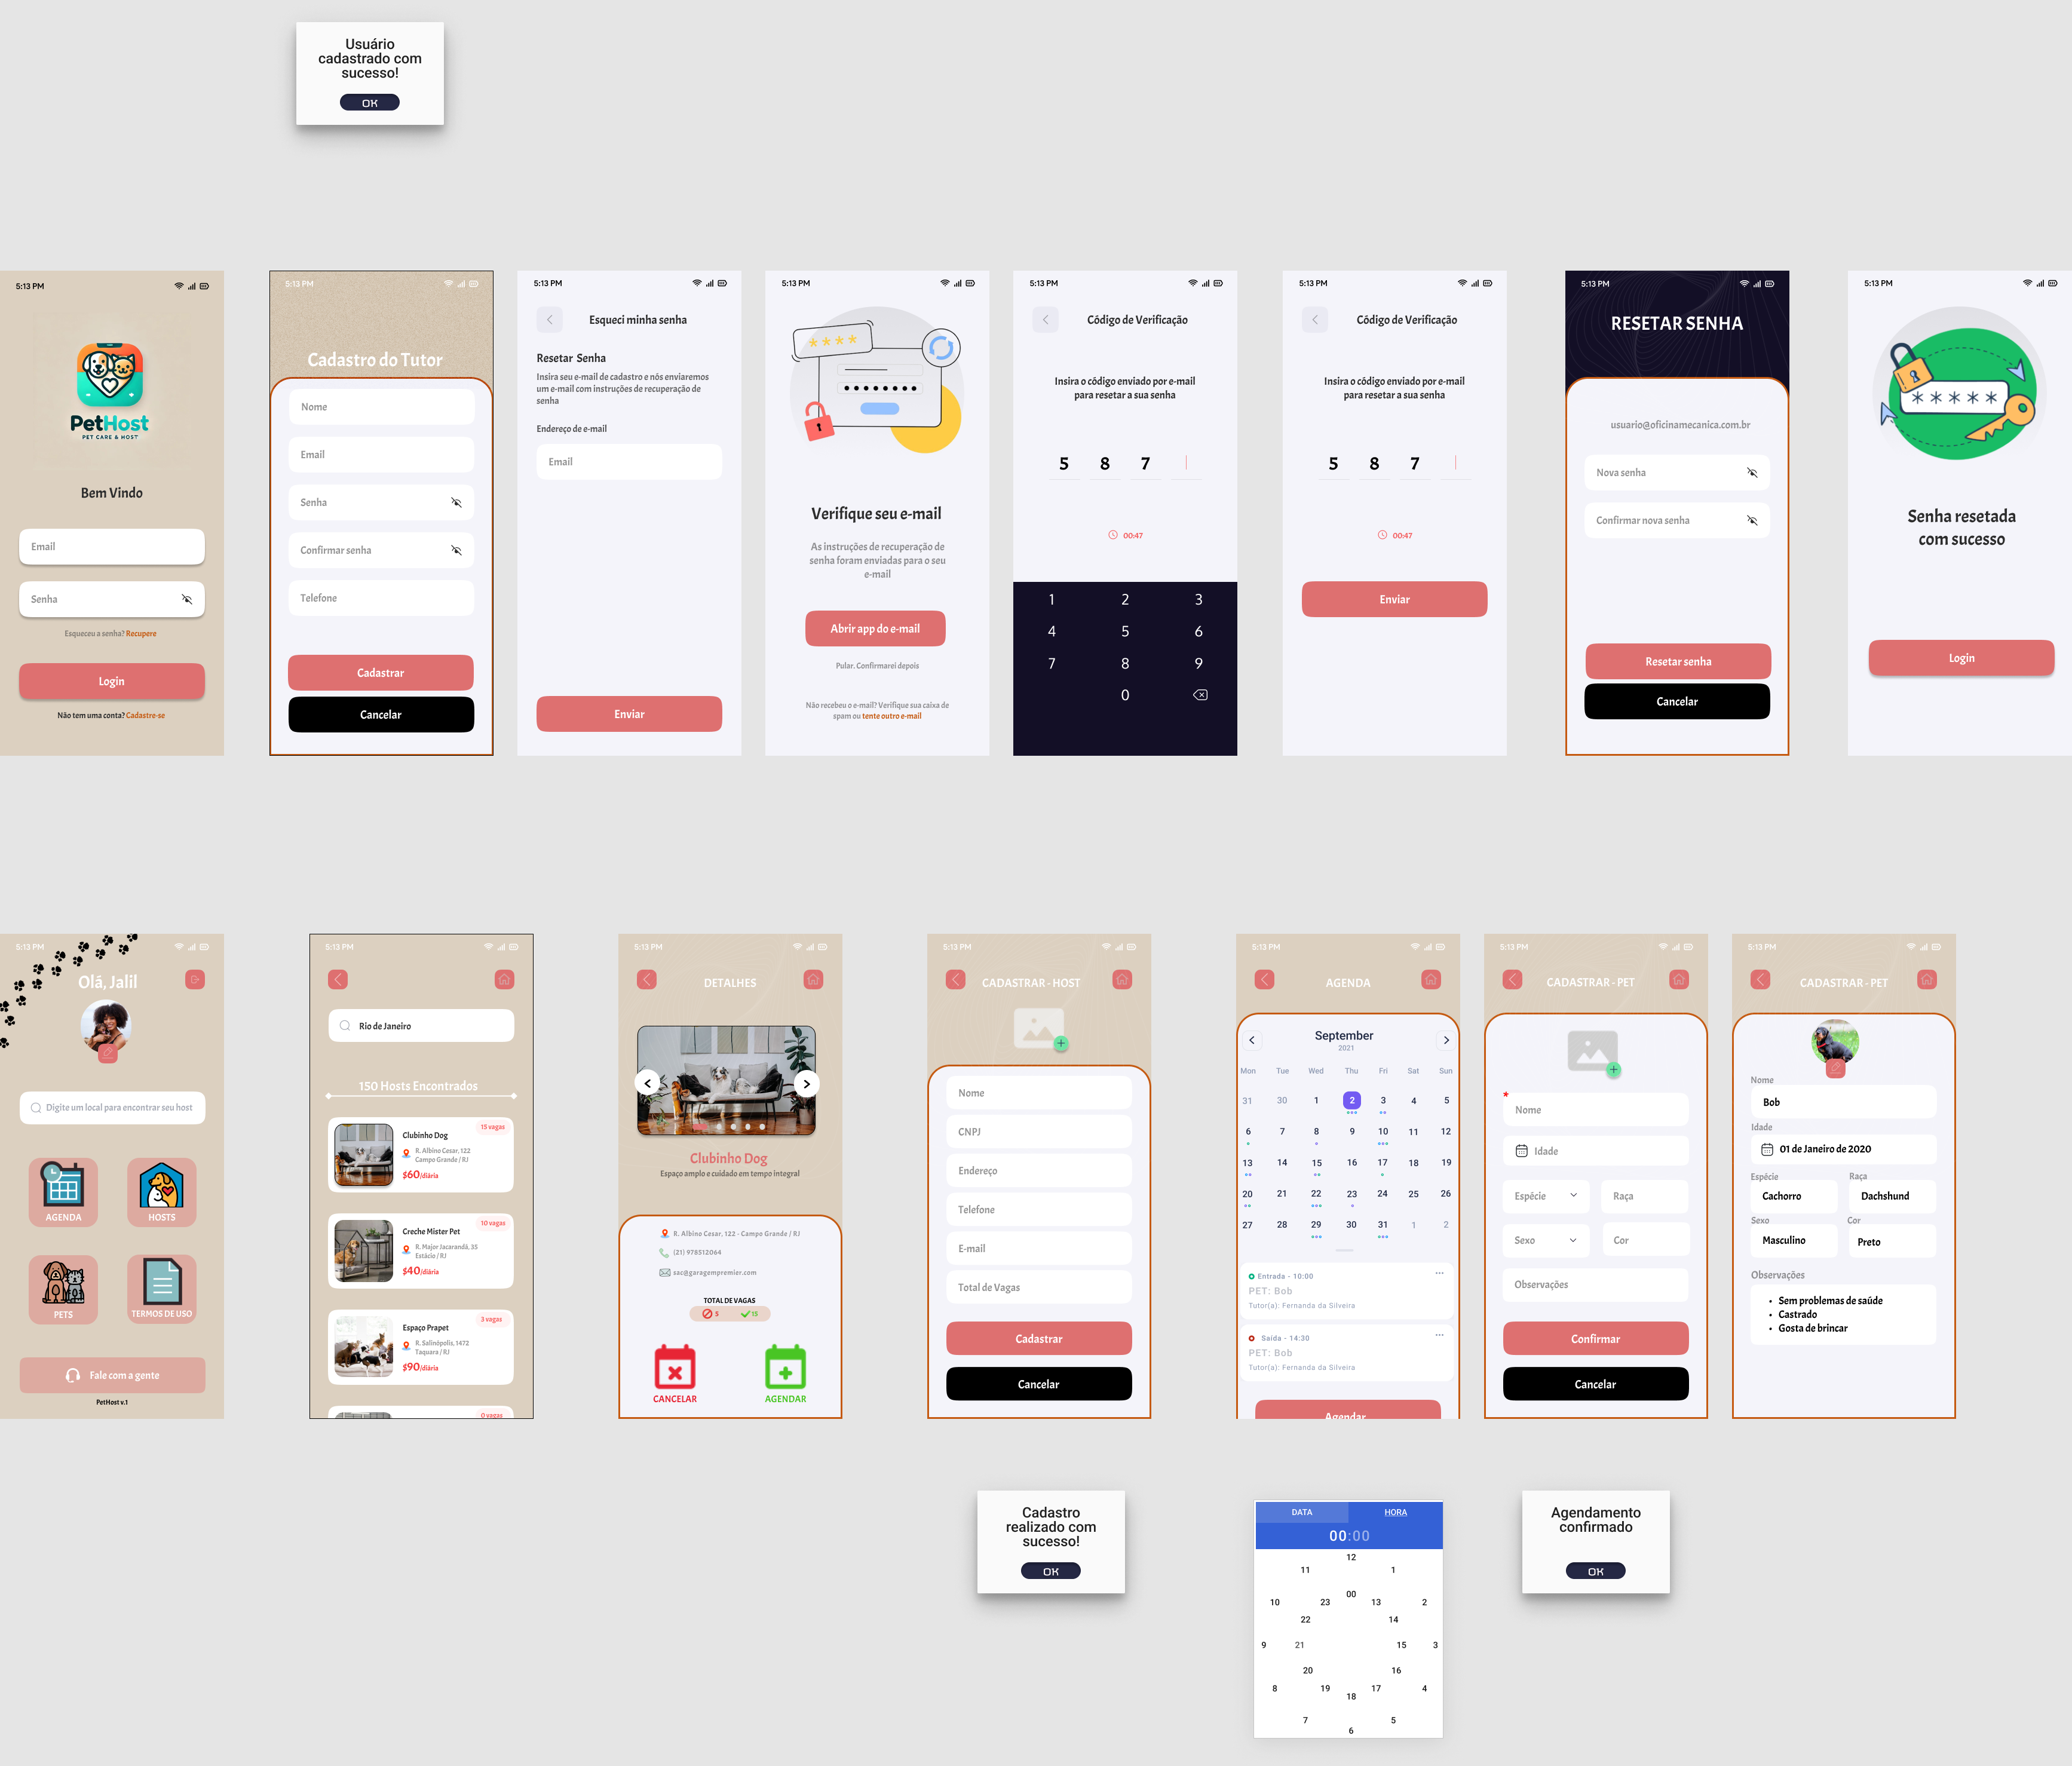 Usuário
cadastrado com
sucesso!
OK
5:13 PM
PetHost
PET CARE & HOST
Bem Vindo
Email
Senha
Esqueceu a senha? Recupere
Login
Não tem uma conta? Cadastre-se
5:13 PM
Cadastro do Tutor
Nome
Email
Senha
Confirmar senha
Telefone
Cadastrar
Cancelar
5:13 PM
Esqueci minha senha
Resetar Senha
Insira seu e-mail de cadastro e nós enviaremos
um e-mail com instruções de recuperação de
senha
Endereço de e-mail
Email
Enviar
5:13 PM
Verifique seu e-mail
As instruções de recuperação de
senha foram enviadas para o seu
e-mail
Abrir app do e-mail
Pular. Confirmarei depois
Não recebeu o e-mail? Verifique sua caixa de
spam ou tente outro e-mail
5:13 PM
Código de Verificação
Insira o código enviado por e-mail
para resetar a sua senha
5 8 7
00:47
1 2 3
4 5 6
7 8 9
0
5:13 PM
Código de Verificação
Insira o código enviado por e-mail
para resetar a sua senha
5 8 7
00:47
Enviar
5:13 PM
RESETAR SENHA
usuario@oficinamecanica.com.br
Nova senha
Confirmar nova senha
Resetar senha
Cancelar
5:13 PM
Senha resetada
com sucesso
Login
5:13 PM
Olá, Jalil
Digite um local para encontrar seu host
AGENDA
HOSTS
PETS
TERMOS DE USO
Fale com a gente
PetHost v.1
5:13 PM
Rio de Janeiro
150 Hosts Encontrados
15 vagas
Clubinho Dog
R. Albino Cesar, 122
Campo Grande / RJ
$60/diária
10 vagas
Creche Mister Pet
R. Major Jacarandá, 35
Estácio / RJ
$40/diária
3 vagas
Espaço Prapet
R. Salinópolis, 1472
Taquara / RJ
$90/diária
0 vagas
5:13 PM
DETALHES
Clubinho Dog
Espaço amplo e cuidado em tempo integral
R. Albino Cesar, 122 - Campo Grande / RJ
(21) 978512064
sac@garagempremier.com
TOTAL DE VAGAS
5 15
CANCELAR
AGENDAR
5:13 PM
CADASTRAR - HOST
Nome
CNPJ
Endereço
Telefone
E-mail
Total de Vagas
Cadastrar
Cancelar
5:13 PM
AGENDA
September
2021
Mon Tue Wed Thu Fri Sat Sun
31 30 1 2 3 4 5
6 7 8 9 10 11 12
13 14 15 16 17 18 19
20 21 22 23 24 25 26
27 28 29 30 31 1 2
Entrada - 10:00
PET: Bob
Tutor(a): Fernanda da Silveira
Saída - 14:30
PET: Bob
Tutor(a): Fernanda da Silveira
Agendar
5:13 PM
CADASTRAR - PET
*
Nome
Idade
Espécie
Raça
Sexo
Cor
Observações
Confirmar
Cancelar
5:13 PM
CADASTRAR - PET
Nome
Bob
Idade
01 de Janeiro de 2020
Espécie
Raça
Cachorro
Dachshund
Sexo
Cor
Masculino
Preto
Observações
• Sem problemas de saúde
• Castrado
• Gosta de brincar
Cadastro
realizado com
sucesso!
OK
DATA HORA
00:00
12
11 1
00
10 23 13 2
22 14
9 21 15 3
20 16
8 19 17 4
18
7 5
6
Agendamento
confirmado
OK